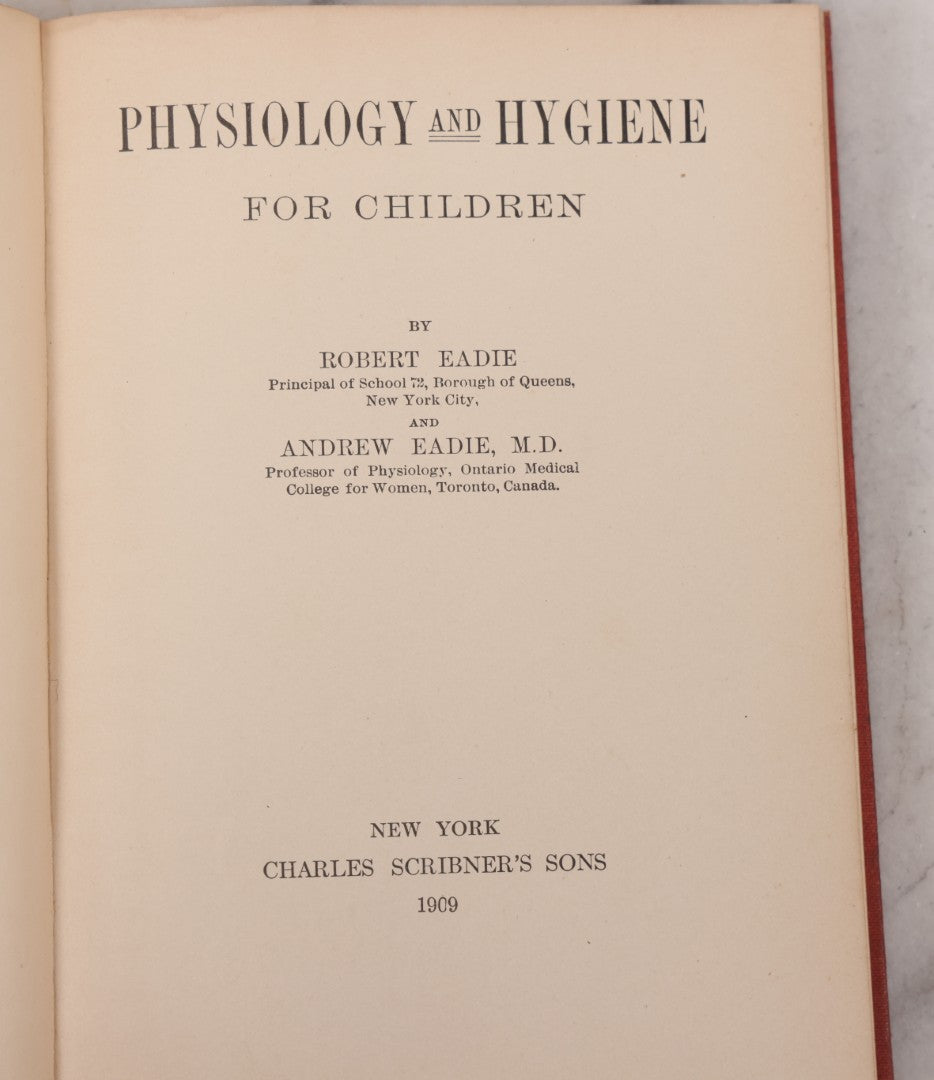 PHYSIOLOGY AND HYGIENE
FOR CHILDREN
BY
ROBERT EADIE
Principal of School 72, Borough of Queens,
New York City,
AND
ANDREW EADIE, M.D.
Professor of Physiology, Ontario Medical
College for Women, Toronto, Canada.
NEW YORK
CHARLES SCRIBNER'S SONS
1909